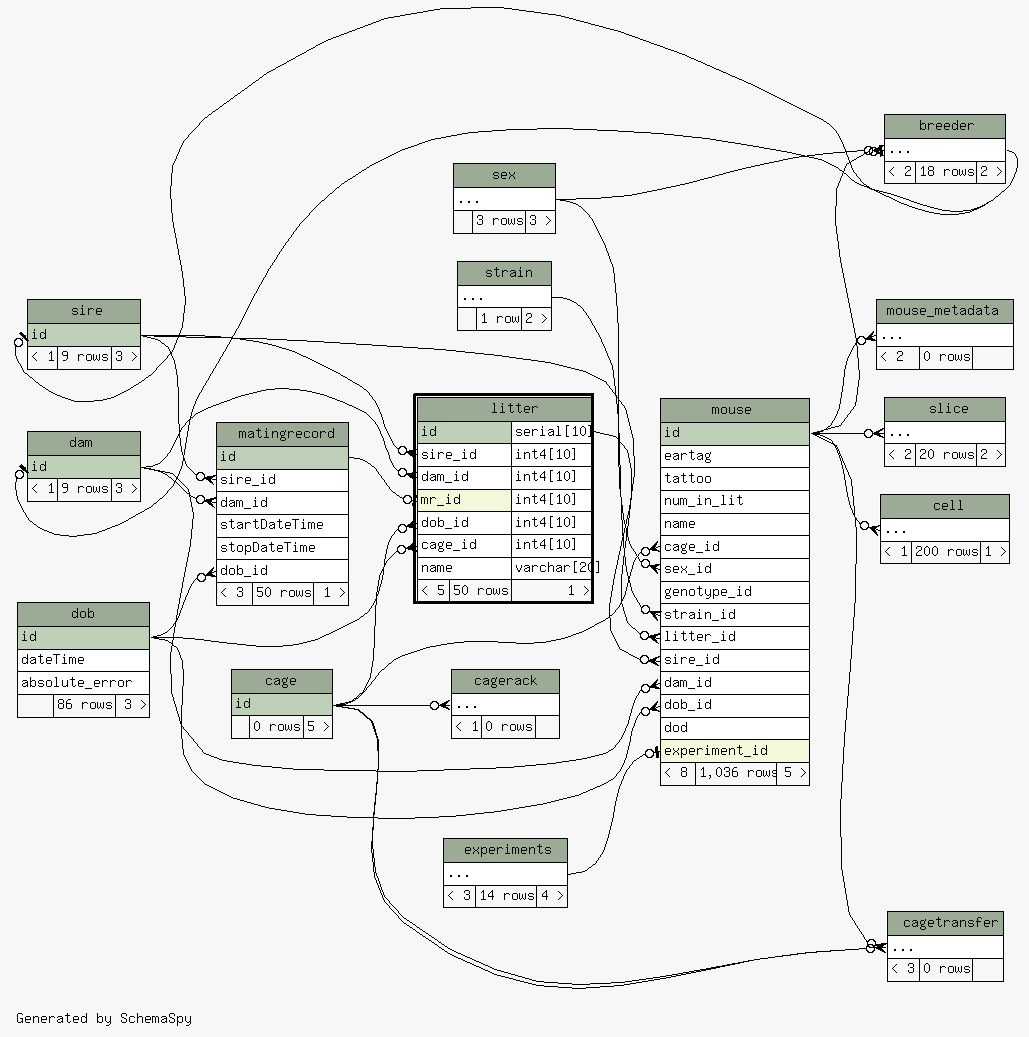 breeder
...
< 2 18 rows 2 >
sex
...
3 rows 3 >
strain
...
1 row 2 >
sire
id
< 1 9 rows 3 >
mouse_metadata
...
< 2 0 rows
dam
id
< 1 9 rows 3 >
matingrecord
id
sire_id
dam_id
startDateTime
stopDateTime
dob_id
< 3 50 rows 1 >
litter
id serial[10]
sire_id int4[10]
dam_id int4[10]
mr_id int4[10]
dob_id int4[10]
cage_id int4[10]
name varchar[20]
< 5 50 rows 1 >
mouse
id
eartag
tattoo
num_in_lit
name
cage_id
sex_id
genotype_id
strain_id
litter_id
sire_id
dam_id
dob_id
dod
experiment_id
< 8 1,036 rows 5 >
slice
...
< 2 20 rows 2 >
cell
...
< 1 200 rows 1 >
dob
id
dateTime
absolute_error
86 rows 3 >
cage
id
0 rows 5 >
cagerack
...
< 1 0 rows
experiments
...
< 3 14 rows 4 >
cagetransfer
...
< 3 0 rows
Generated by SchemaSpy